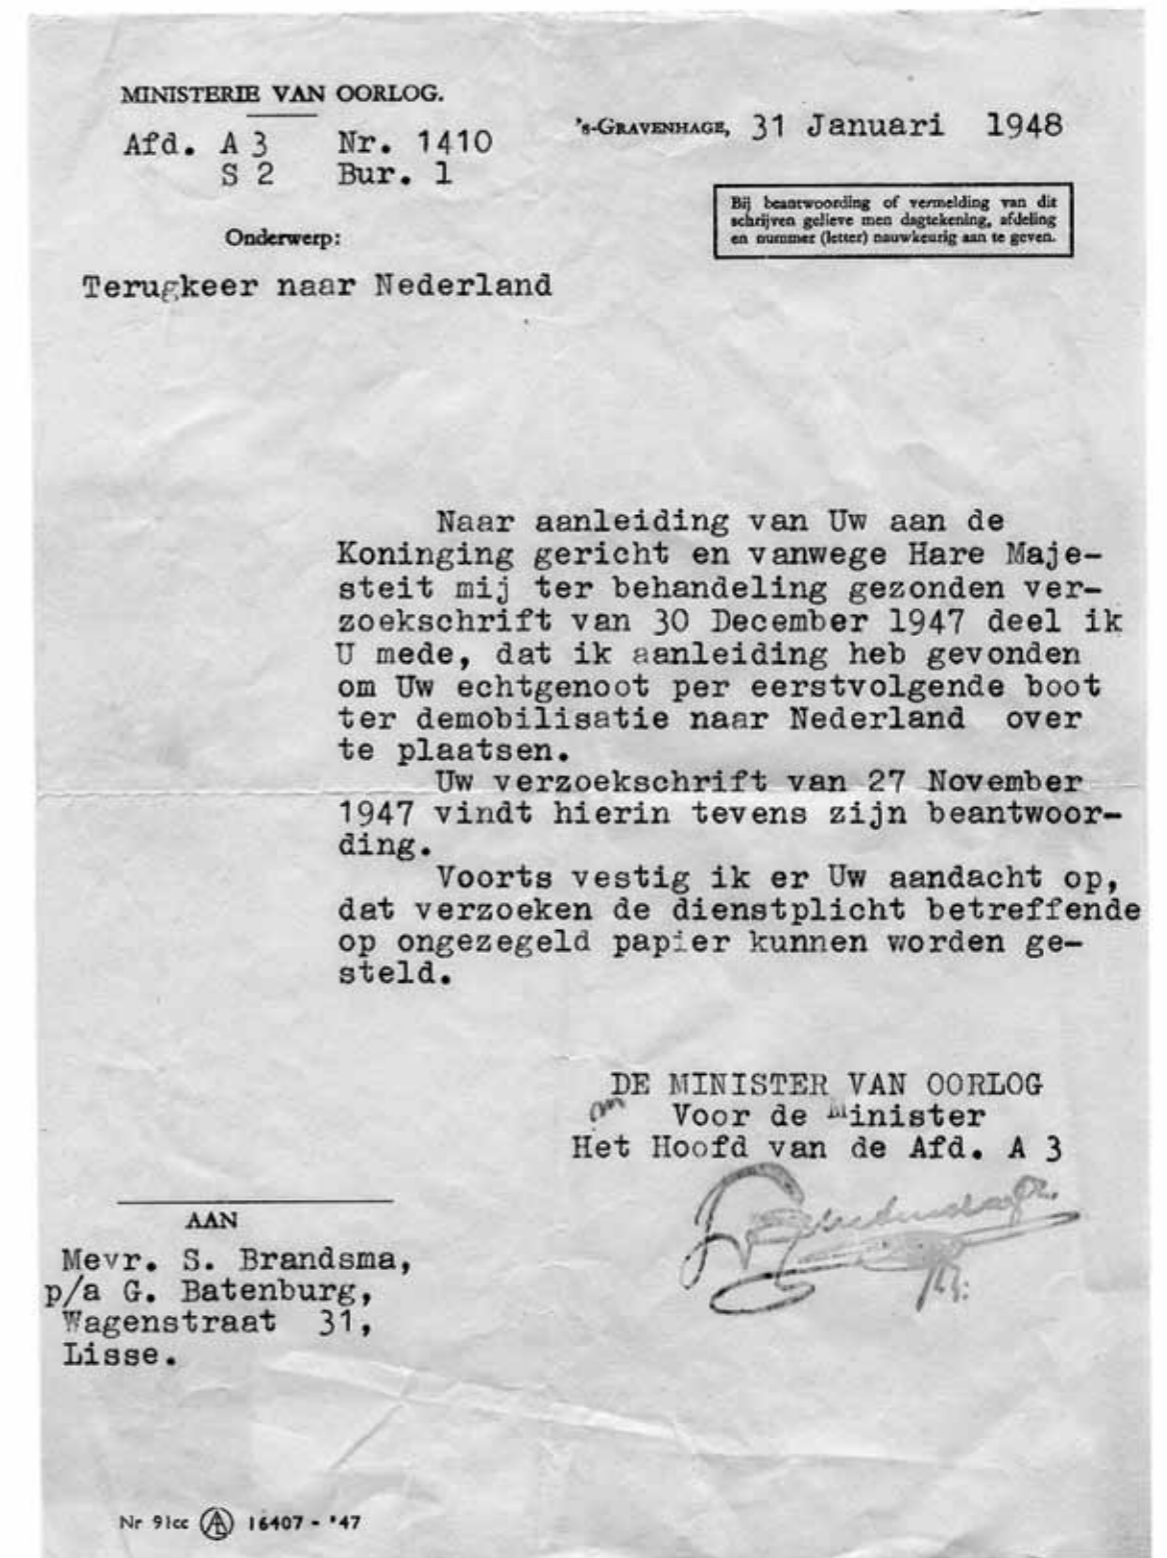 MINISTERIE VAN OORLOG.
Afd. A 3 Nr. 1410
S 2 Bur. 1
's-GRAVENHAGE, 31 Januari 1948
Bij beantwoording of vermelding van dit
schrijven gelieve men dagtekening, afdeling
en nummer (letter) nauwkeurig aan te geven.
Onderwerp:
Terugkeer naar Nederland
Naar aanleiding van Uw aan de
Koninging gericht en vanwege Hare Maje-
steit mij ter behandeling gezonden ver-
zoekschrift van 30 December 1947 deel ik
U mede, dat ik aanleiding heb gevonden
om Uw echtgenoot per eerstvolgende boot
ter demobilisatie naar Nederland over
te plaatsen.
Uw verzoekschrift van 27 November
1947 vindt hierin tevens zijn beantwoor-
ding.
Voorts vestig ik er Uw aandacht op,
dat verzoeken de dienstplicht betreffende
op ongezegeld papier kunnen worden ge-
steld.
DE MINISTER VAN OORLOG
Voor de Minister
Het Hoofd van de Afd. A 3
AAN
Mevr. S. Brandsma,
p/a G. Batenburg,
Wagenstraat 31,
Lisse.
Nr 91cc AL 16407 - '47